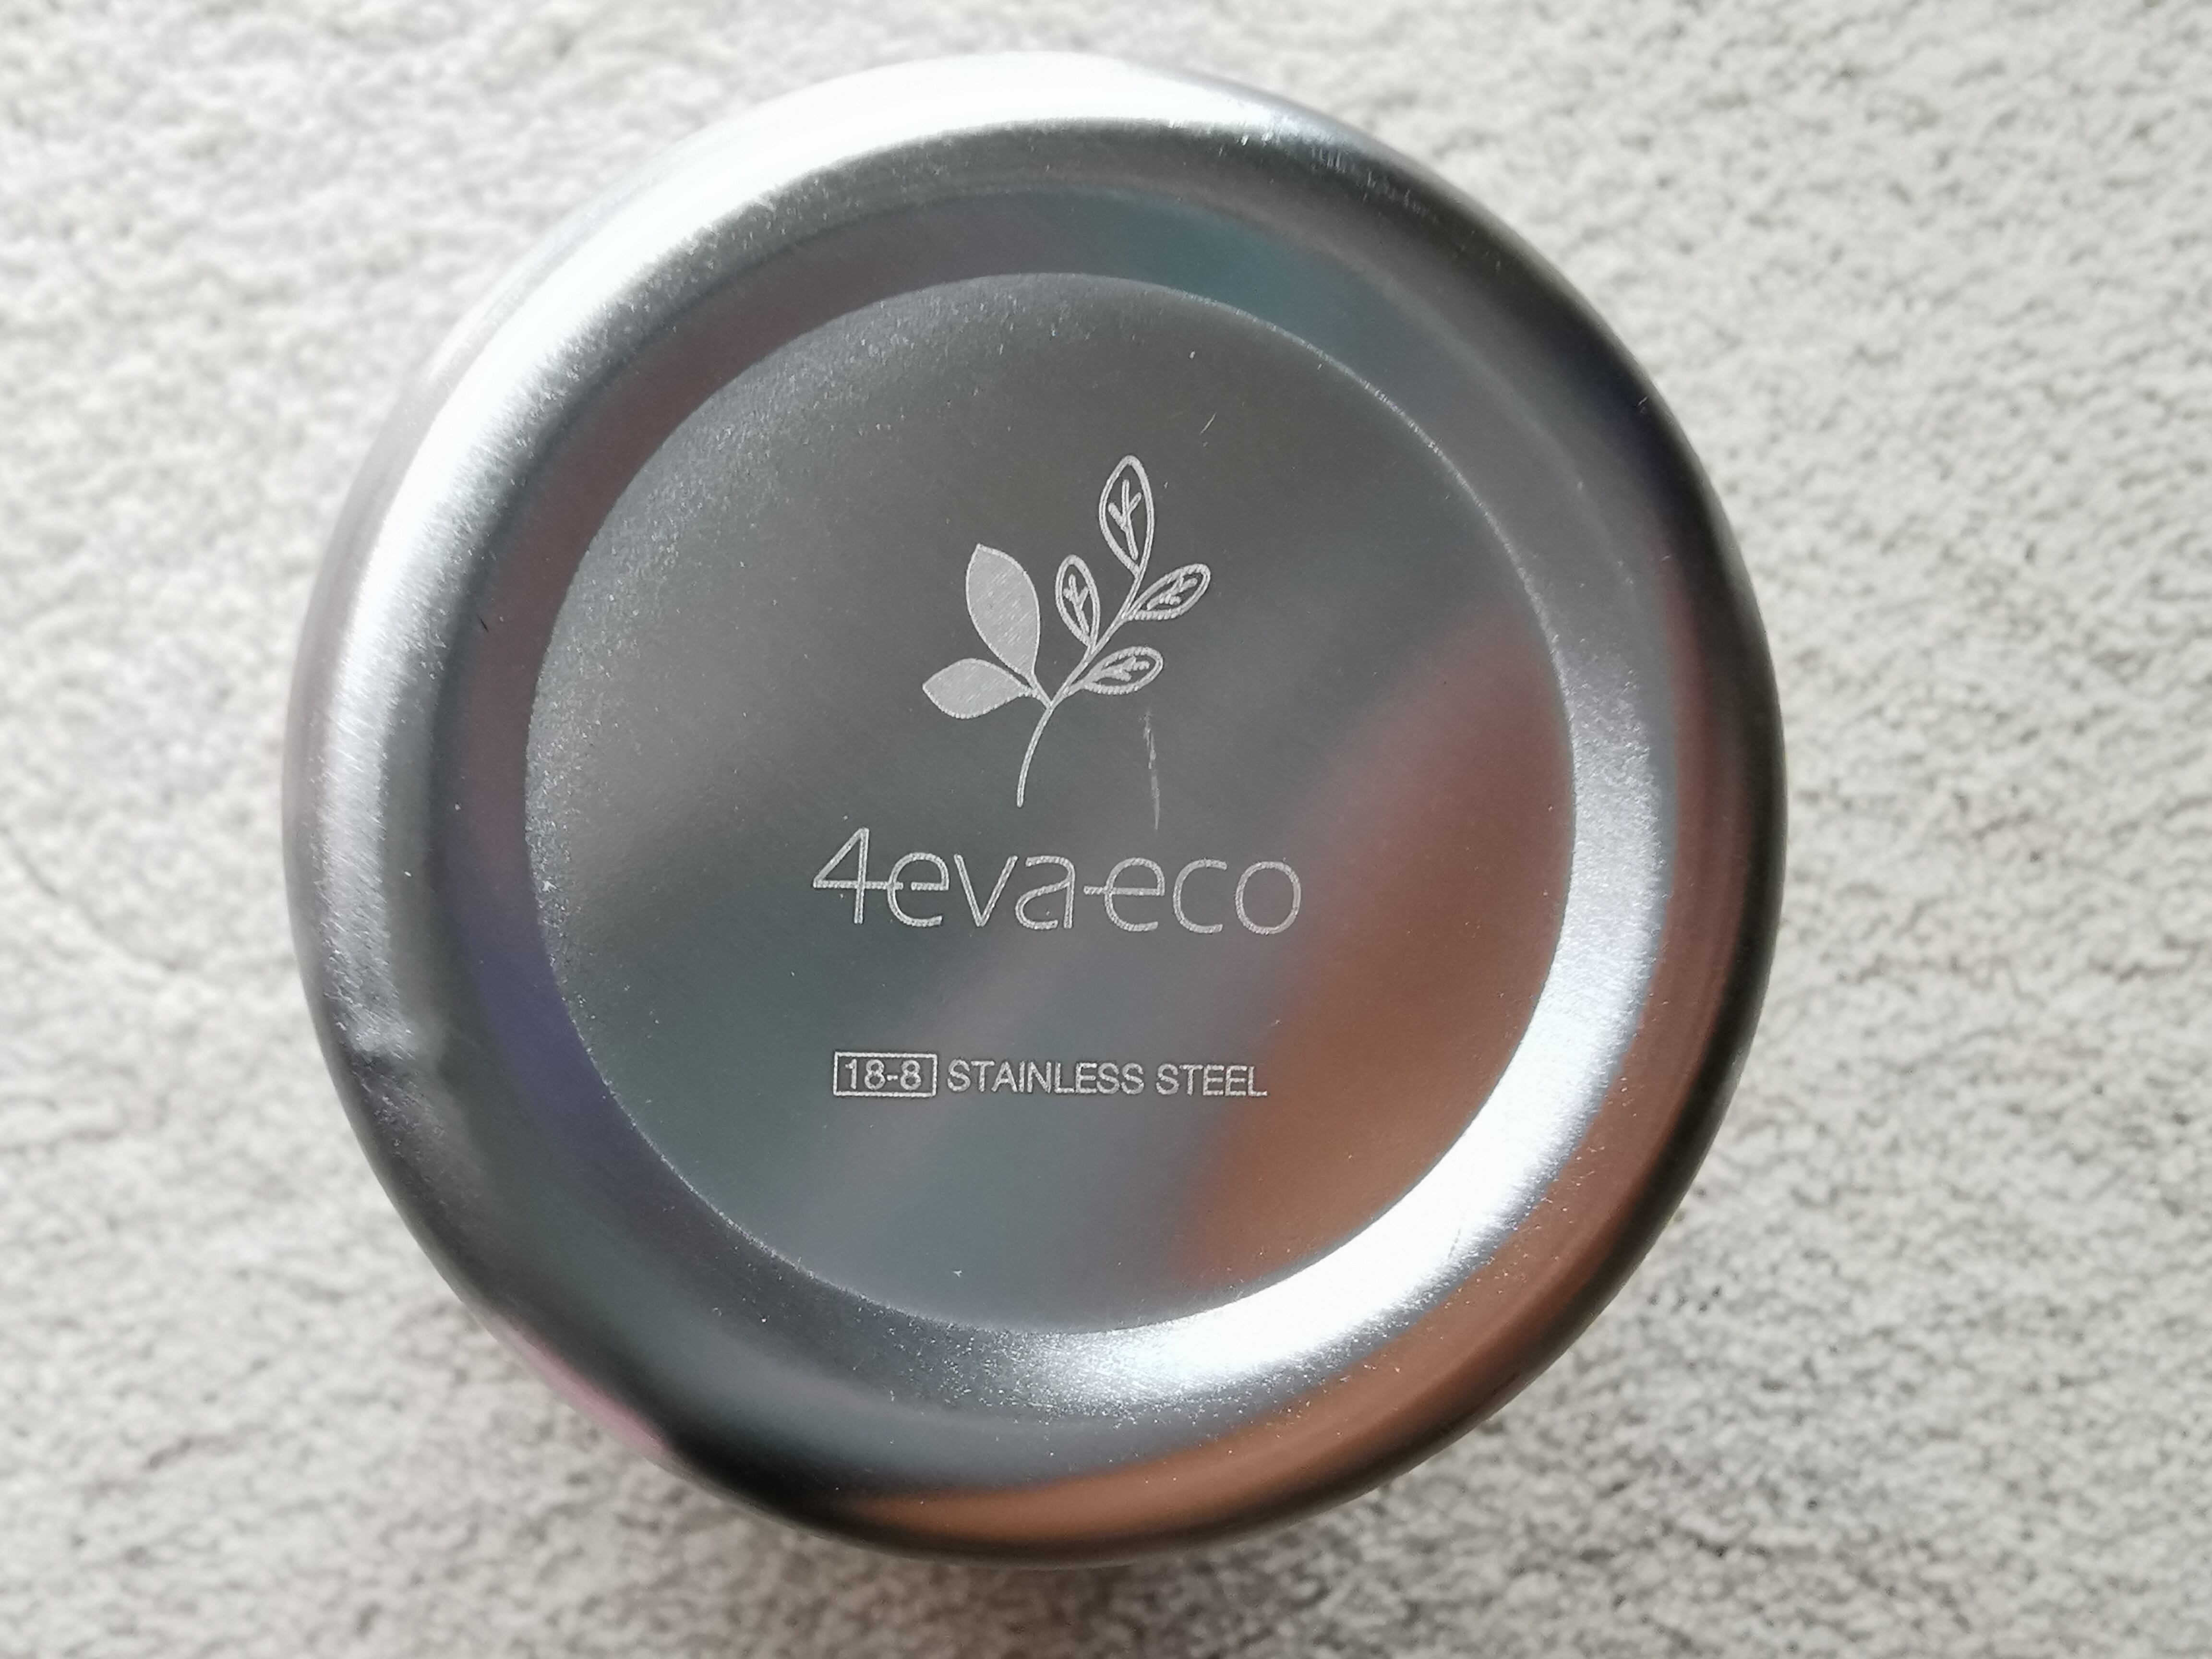 4eva-eco
18-8 STAINLESS STEEL